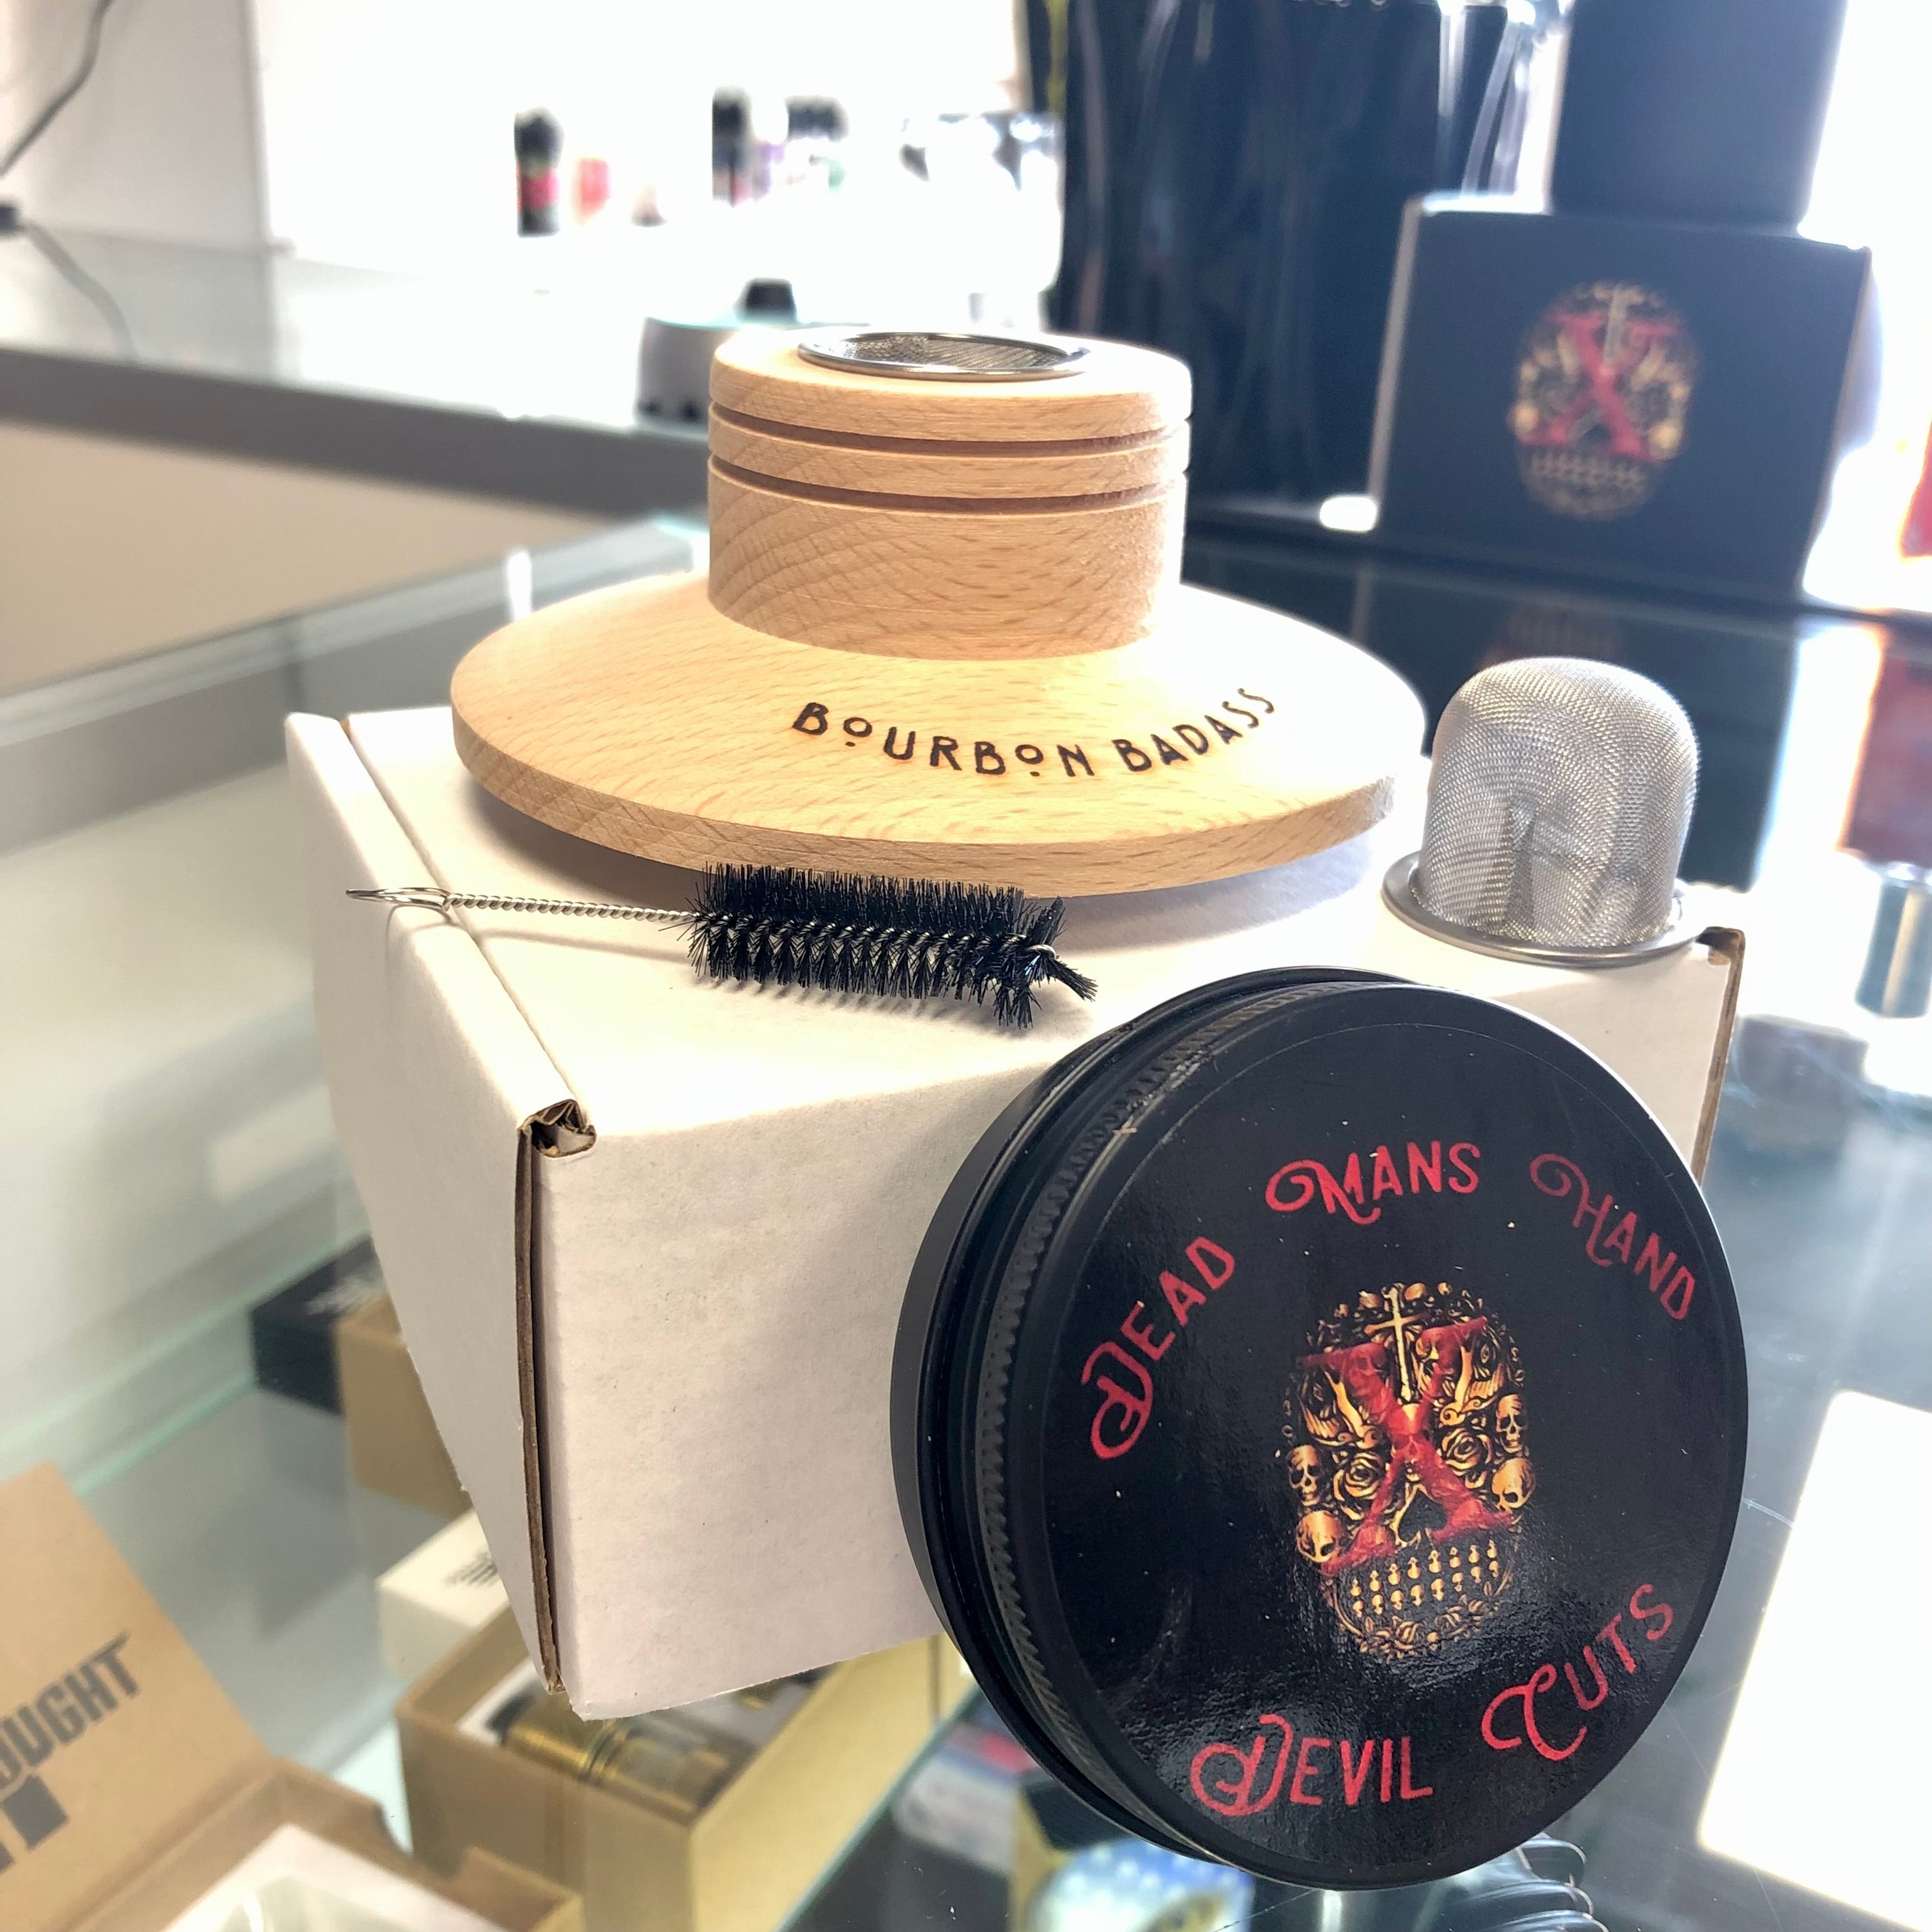 BOURBON BADASS
DEAD MANS HAND
X
DEVIL CUTS
X